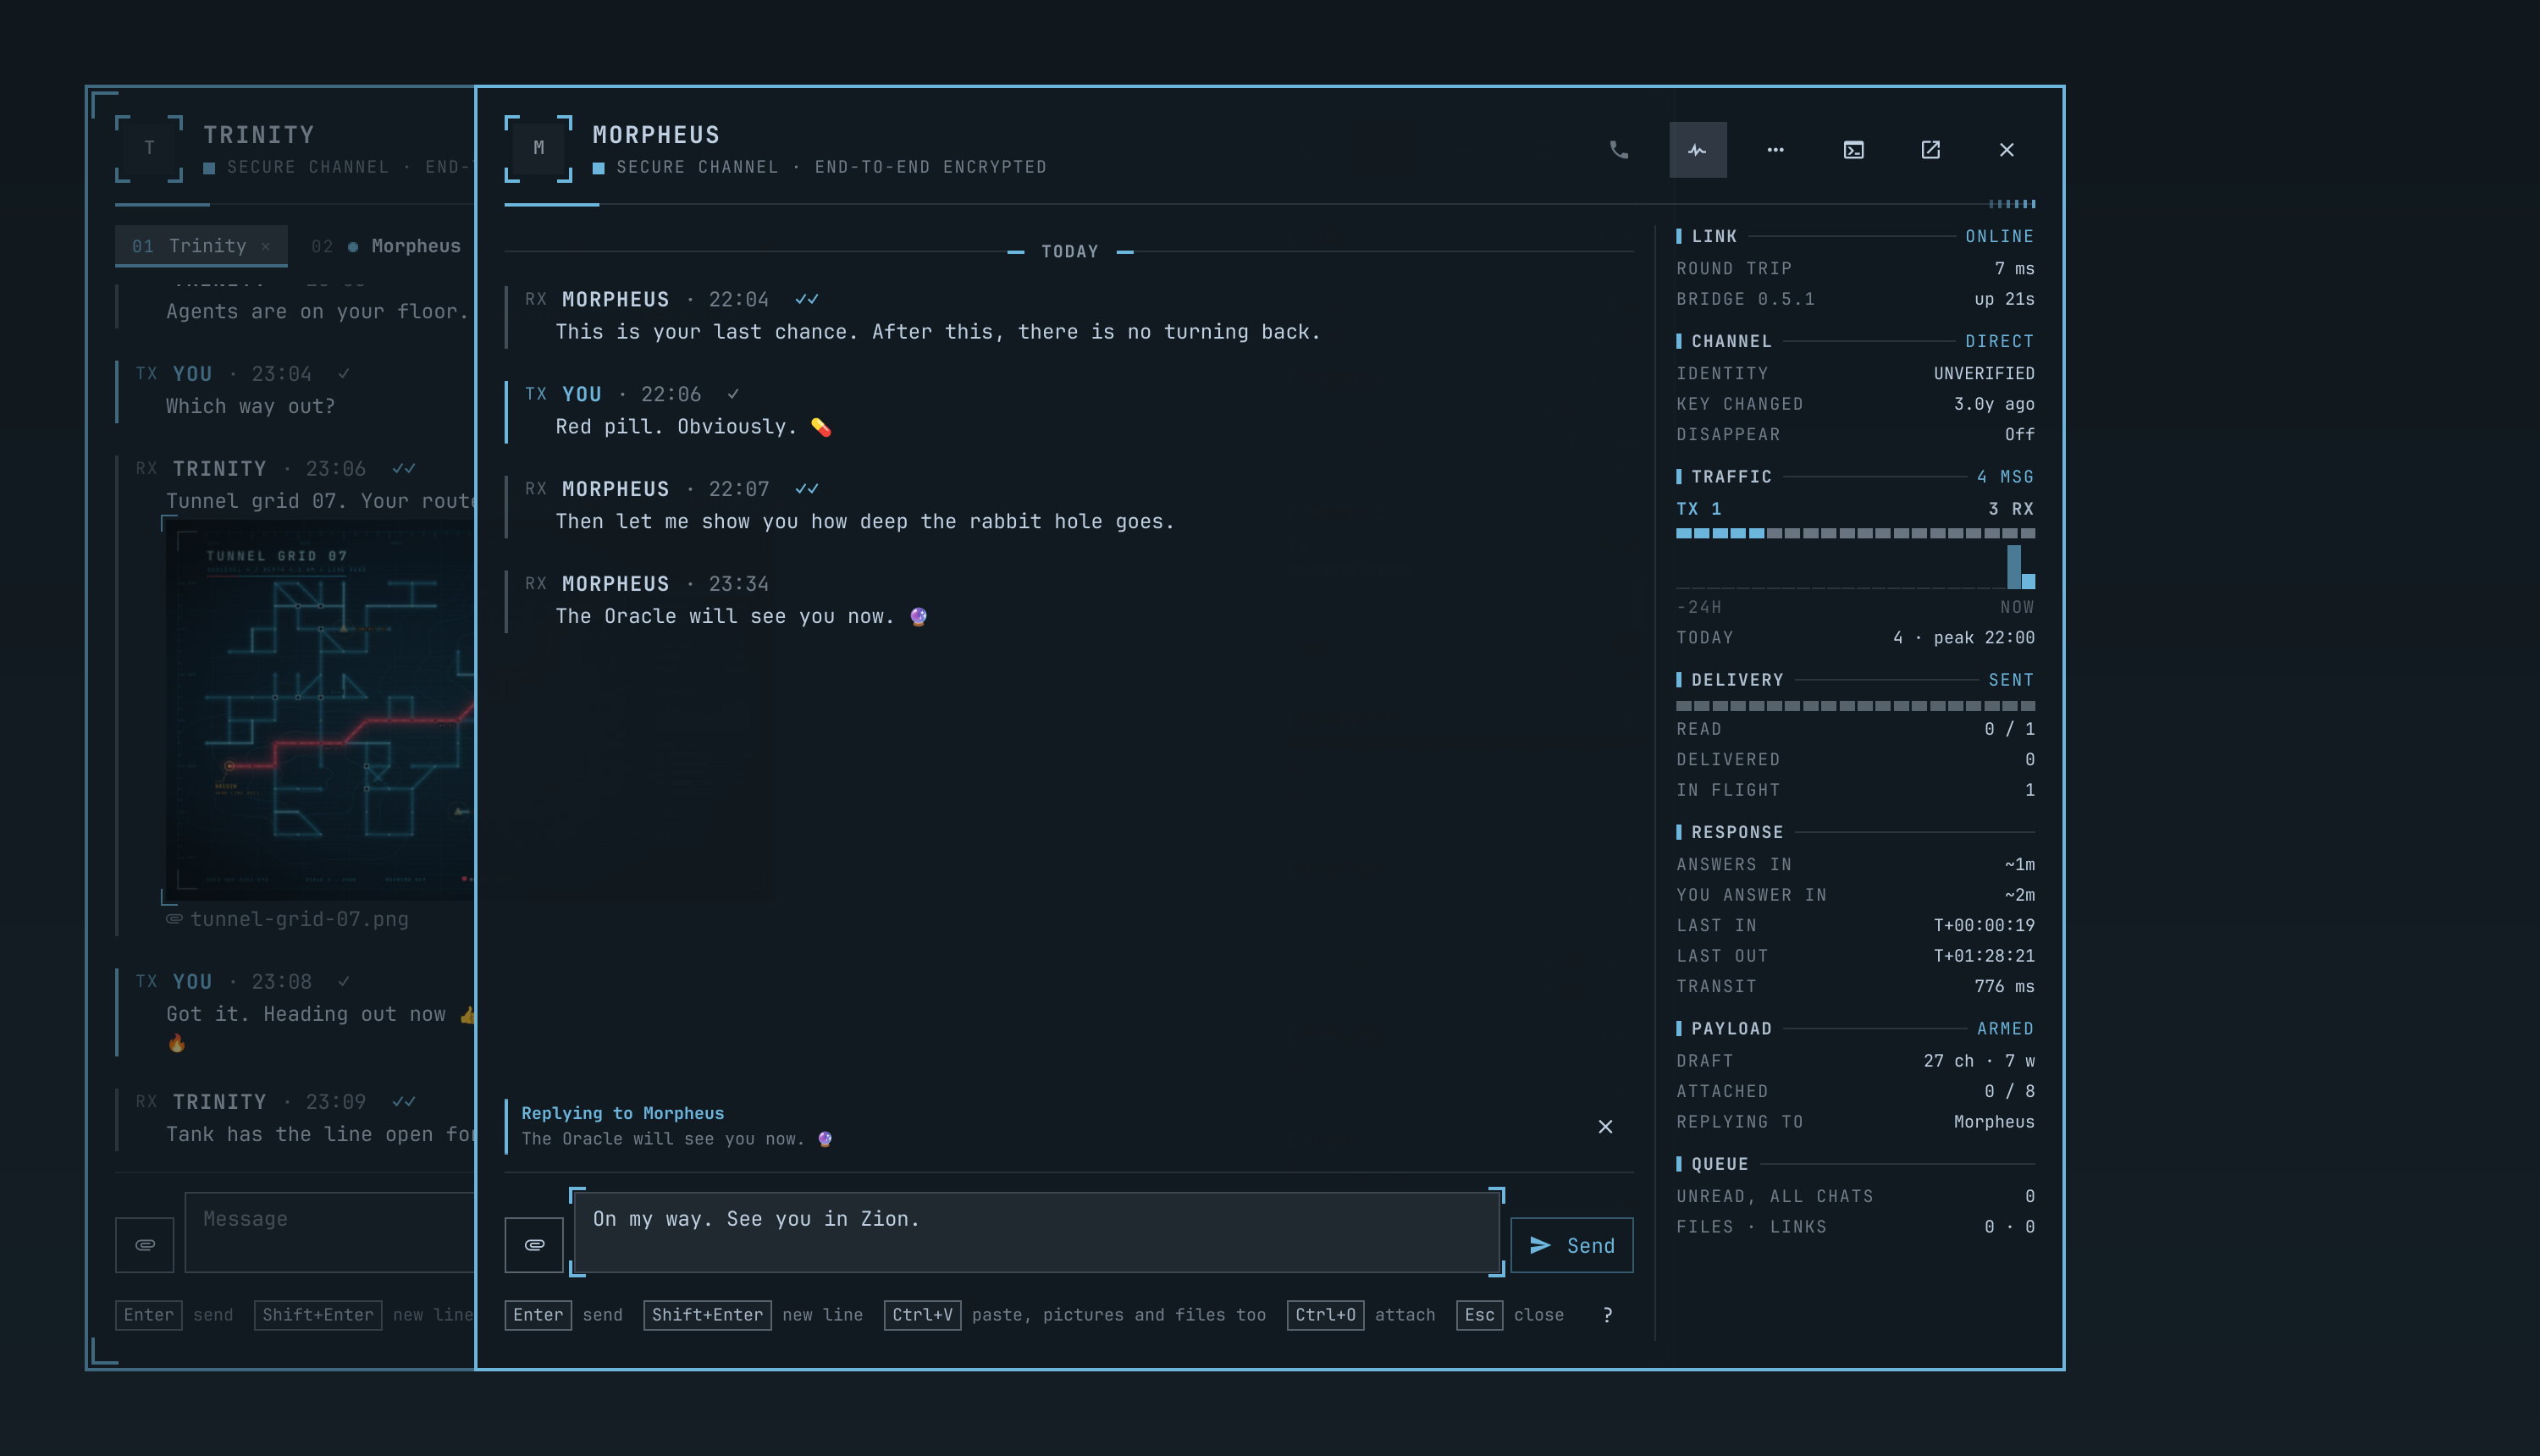 T
TRINITY
SECURE CHANNEL · END-
01 Trinity ×
02 ● Morpheus
Agents are on your floor.
TX YOU · 23:04 ✓
Which way out?
RX TRINITY · 23:06 ✓✓
Tunnel grid 07. Your route
TUNNEL GRID 07
tunnel-grid-07.png
TX YOU · 23:08 ✓
Got it. Heading out now 👍
🔥
RX TRINITY · 23:09 ✓✓
Tank has the line open for
Message
Enter send Shift+Enter new line
M
MORPHEUS
SECURE CHANNEL · END-TO-END ENCRYPTED
TODAY
RX MORPHEUS · 22:04 ✓✓
This is your last chance. After this, there is no turning back.
TX YOU · 22:06 ✓
Red pill. Obviously. 💊
RX MORPHEUS · 22:07 ✓✓
Then let me show you how deep the rabbit hole goes.
RX MORPHEUS · 23:34
The Oracle will see you now. 🔮
Replying to Morpheus
The Oracle will see you now. 🔮
On my way. See you in Zion.
Send
Enter send Shift+Enter new line Ctrl+V paste, pictures and files too Ctrl+O attach Esc close ?
LINK ONLINE
ROUND TRIP 7 ms
BRIDGE 0.5.1 up 21s
CHANNEL DIRECT
IDENTITY UNVERIFIED
KEY CHANGED 3.0y ago
DISAPPEAR Off
TRAFFIC 4 MSG
TX 1 3 RX
-24H NOW
TODAY 4 · peak 22:00
DELIVERY SENT
READ 0 / 1
DELIVERED 0
IN FLIGHT 1
RESPONSE
ANSWERS IN ~1m
YOU ANSWER IN ~2m
LAST IN T+00:00:19
LAST OUT T+01:28:21
TRANSIT 776 ms
PAYLOAD ARMED
DRAFT 27 ch · 7 w
ATTACHED 0 / 8
REPLYING TO Morpheus
QUEUE
UNREAD, ALL CHATS 0
FILES · LINKS 0 · 0